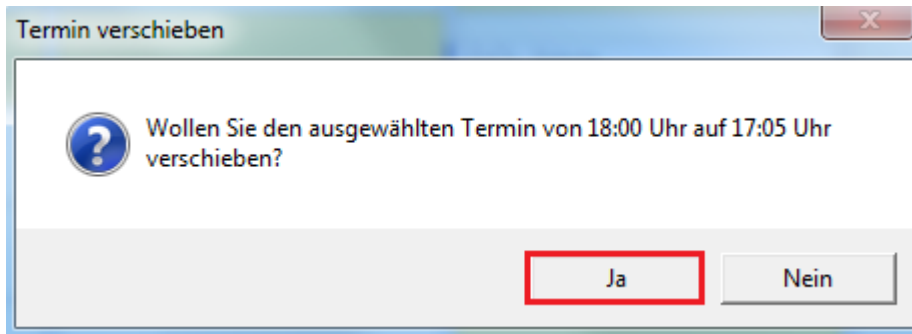 Termin verschieben
Wollen Sie den ausgewählten Termin von 18:00 Uhr auf 17:05 Uhr
verschieben?
Ja
Nein